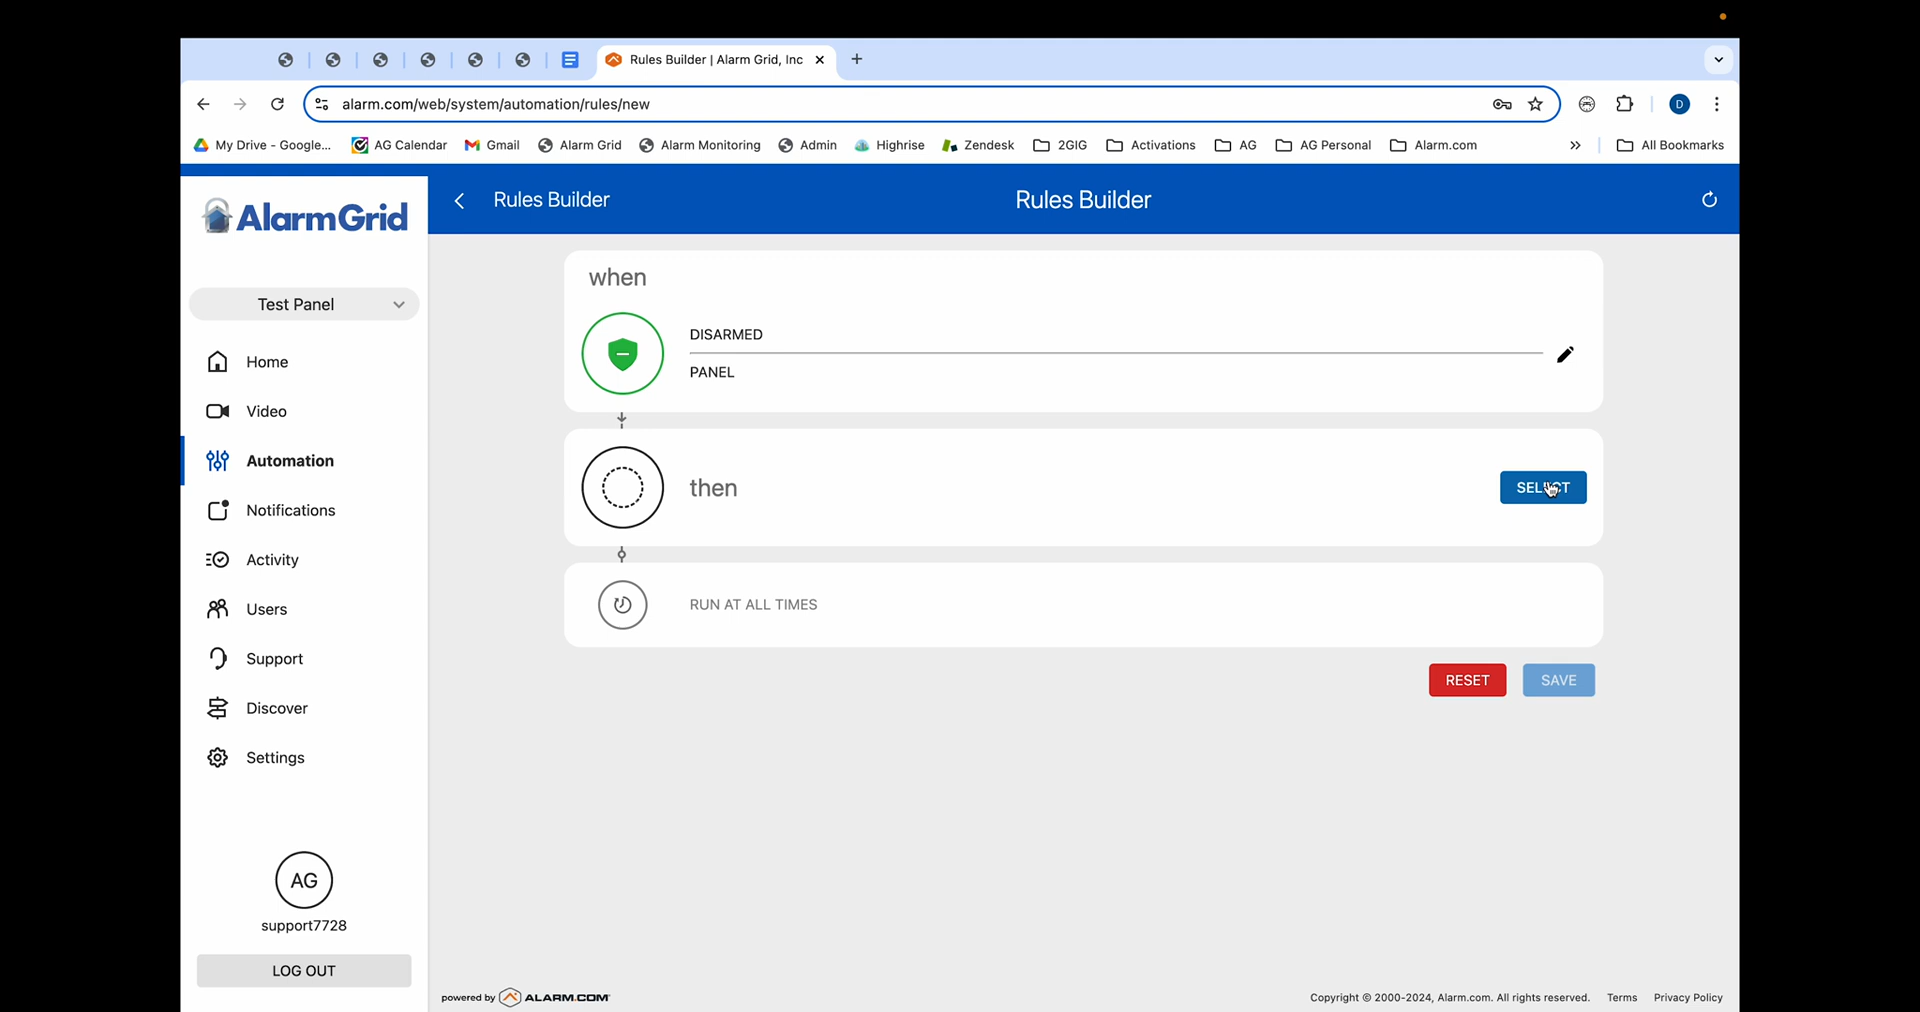 Rules Builder | Alarm Grid, Inc
alarm.com/web/system/automation/rules/new
D
My Drive - Google... AG Calendar Gmail Alarm Grid Alarm Monitoring Admin Highrise Zendesk 2GIG Activations AG AG Personal Alarm.com All Bookmarks
AlarmGrid
Rules Builder
Rules Builder
Test Panel
Home
Video
Automation
Notifications
Activity
Users
Support
Discover
Settings
AG
support7728
LOG OUT
when
DISARMED
PANEL
then
SELECT
RUN AT ALL TIMES
RESET
SAVE
powered by ALARM.COM
Copyright © 2000-2024, Alarm.com. All rights reserved. Terms Privacy Policy